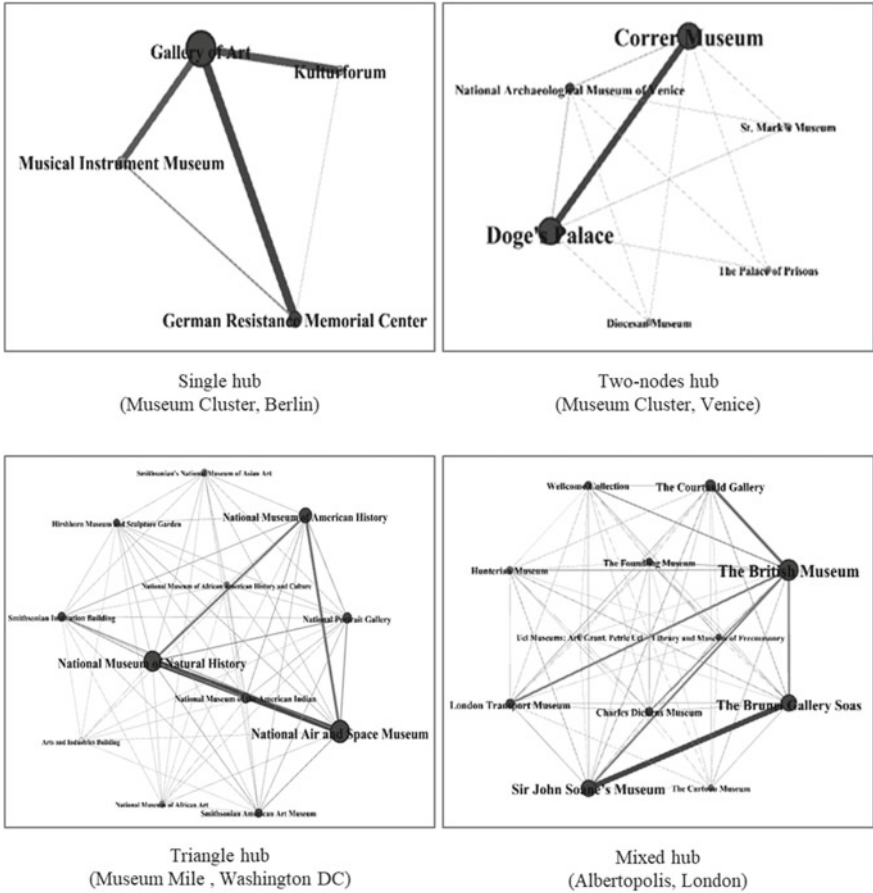 Gallery of Art
Kulturforum
Musical Instrument Museum
German Resistance Memorial Center
Single hub
(Museum Cluster, Berlin)
Correr Museum
National Archaeological Museum of Venice
St. Mark's Museum
Doge's Palace
The Palace of Prisons
Diocesan Museum
Two-nodes hub
(Museum Cluster, Venice)
Smithsonian's National Museum of Asian Art
National Museum of American History
Hirshhorn Museum and Sculpture Garden
National Museum of African American History and Culture
Smithsonian Institution Building
National Portrait Gallery
National Museum of Natural History
National Museum of the American Indian
National Air and Space Museum
Arts and Industries Building
National Museum of African Art
Smithsonian American Art Museum
Triangle hub
(Museum Mile , Washington DC)
Wellcome Collection
The Courtauld Gallery
Hunterian Museum
The Foundling Museum
The British Museum
Ucl Museums: Art, Grant, Petrie Ucl
Library and Museum of Freemasonry
London Transport Museum
Charles Dickens Museum
The Brunei Gallery Soas
Sir John Soane's Museum
The Cartoon Museum
Mixed hub
(Albertopolis, London)